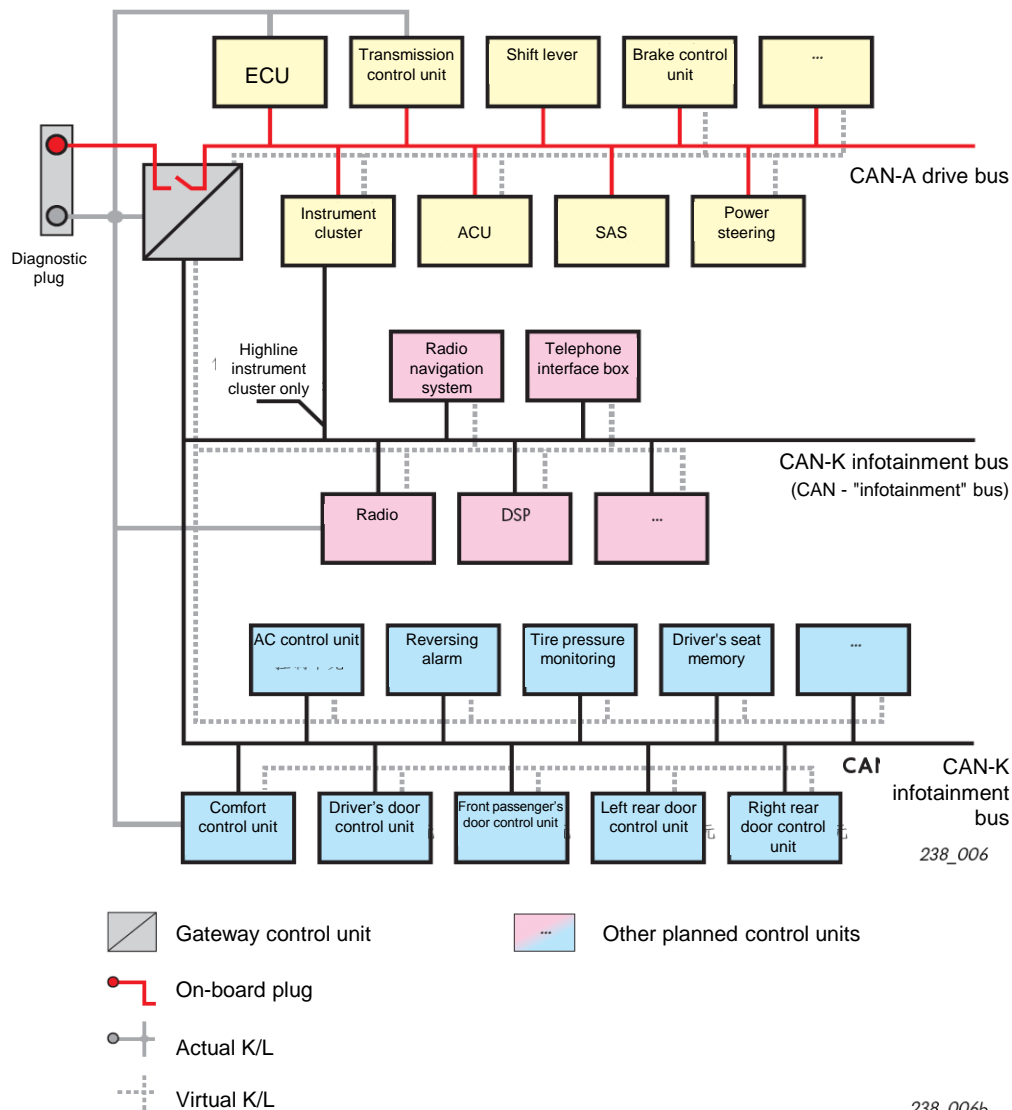 ECU
Transmission
control unit
Shift lever
Brake control
unit
...
CAN-A drive bus
Diagnostic
plug
Instrument
cluster
ACU
SAS
Power
steering
Highline
instrument
cluster only
Radio
navigation
system
Telephone
interface box
CAN-K infotainment bus
(CAN - "infotainment" bus)
Radio
DSP
...
AC control unit
Reversing
alarm
Tire pressure
monitoring
Driver's seat
memory
...
CAN
CAN-K
infotainment
bus
Comfort
control unit
Driver's door
control unit
Front passenger's
door control unit
Left rear door
control unit
Right rear
door control
unit
238_006
Gateway control unit
...
Other planned control units
On-board plug
Actual K/L
Virtual K/L
238_006b